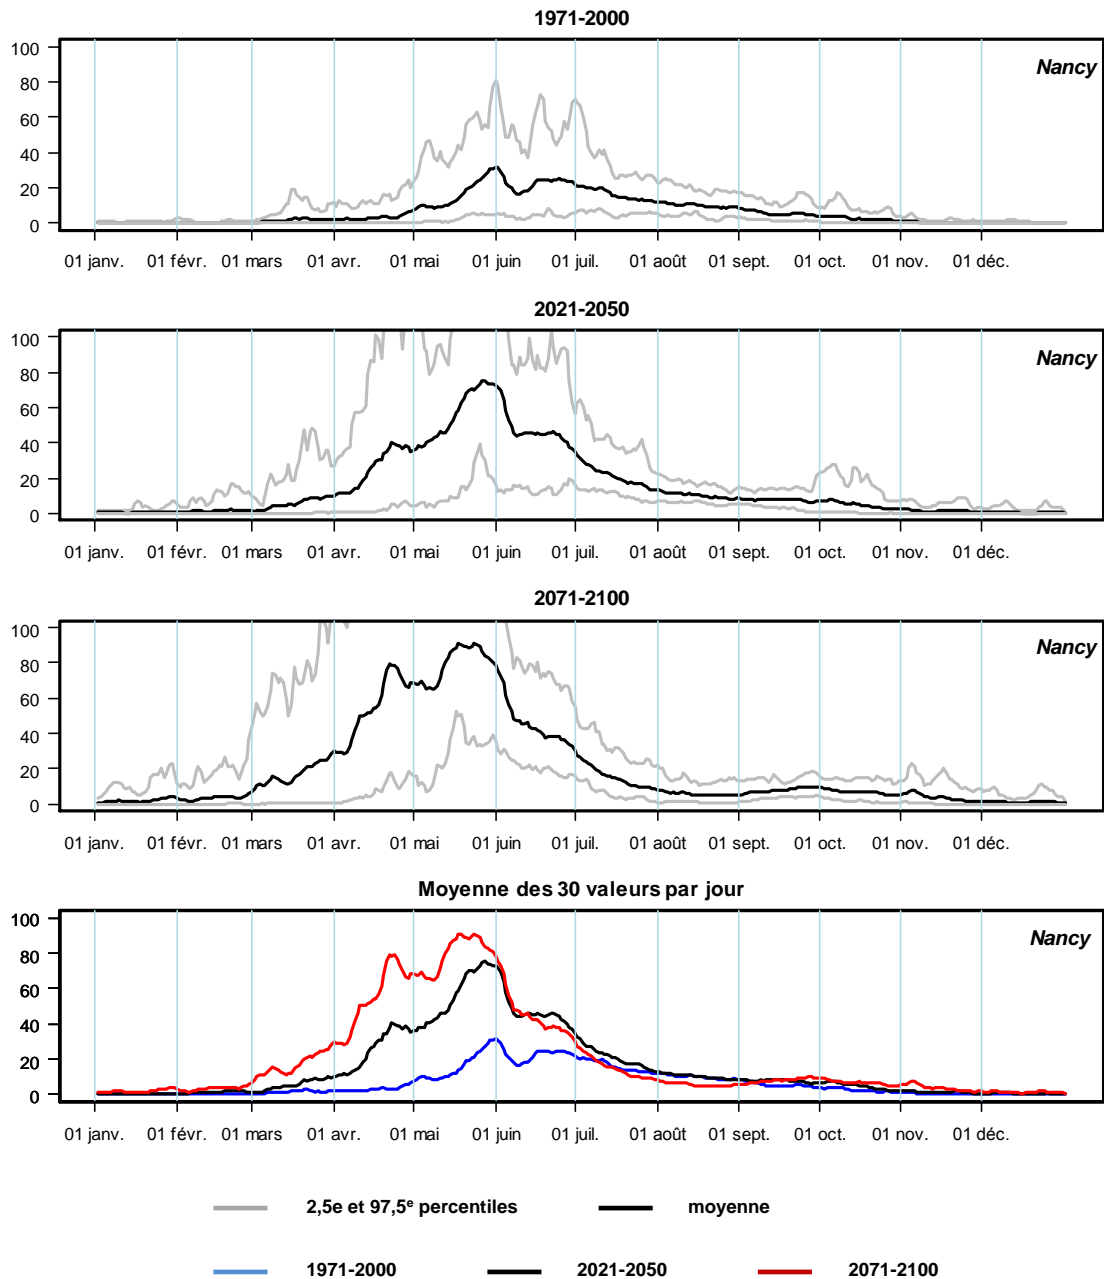 1971-2000
100
80
60
40
20
0
Nancy
01 janv. 01 févr. 01 mars 01 avr. 01 mai 01 juin 01 juil. 01 août 01 sept. 01 oct. 01 nov. 01 déc.
2021-2050
100
80
60
40
20
0
Nancy
01 janv. 01 févr. 01 mars 01 avr. 01 mai 01 juin 01 juil. 01 août 01 sept. 01 oct. 01 nov. 01 déc.
2071-2100
100
80
60
40
20
0
Nancy
01 janv. 01 févr. 01 mars 01 avr. 01 mai 01 juin 01 juil. 01 août 01 sept. 01 oct. 01 nov. 01 déc.
Moyenne des 30 valeurs par jour
100
80
60
40
20
0
Nancy
01 janv. 01 févr. 01 mars 01 avr. 01 mai 01 juin 01 juil. 01 août 01 sept. 01 oct. 01 nov. 01 déc.
2,5e et 97,5ᵉ percentiles moyenne
1971-2000 2021-2050 2071-2100